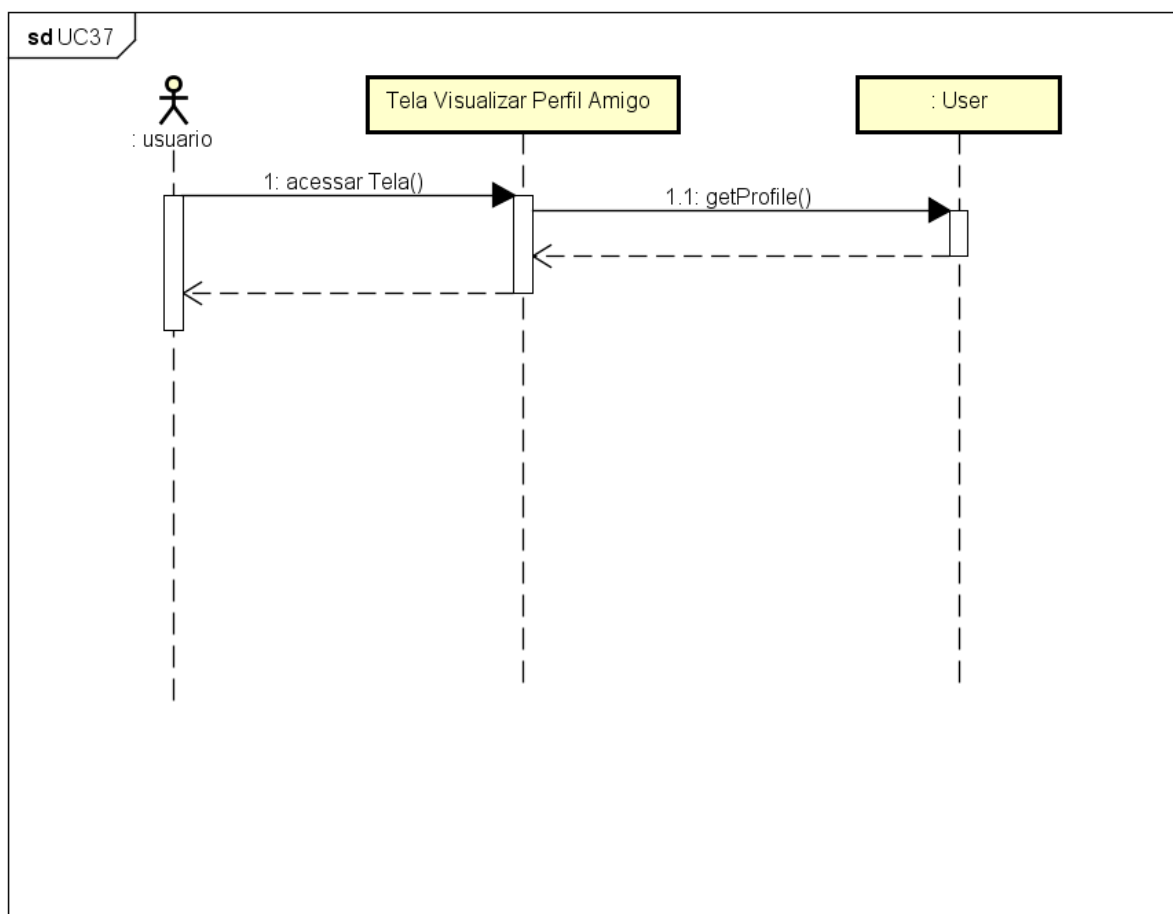 sd UC37
: usuario
Tela Visualizar Perfil Amigo
: User
1: acessar Tela()
1.1: getProfile()